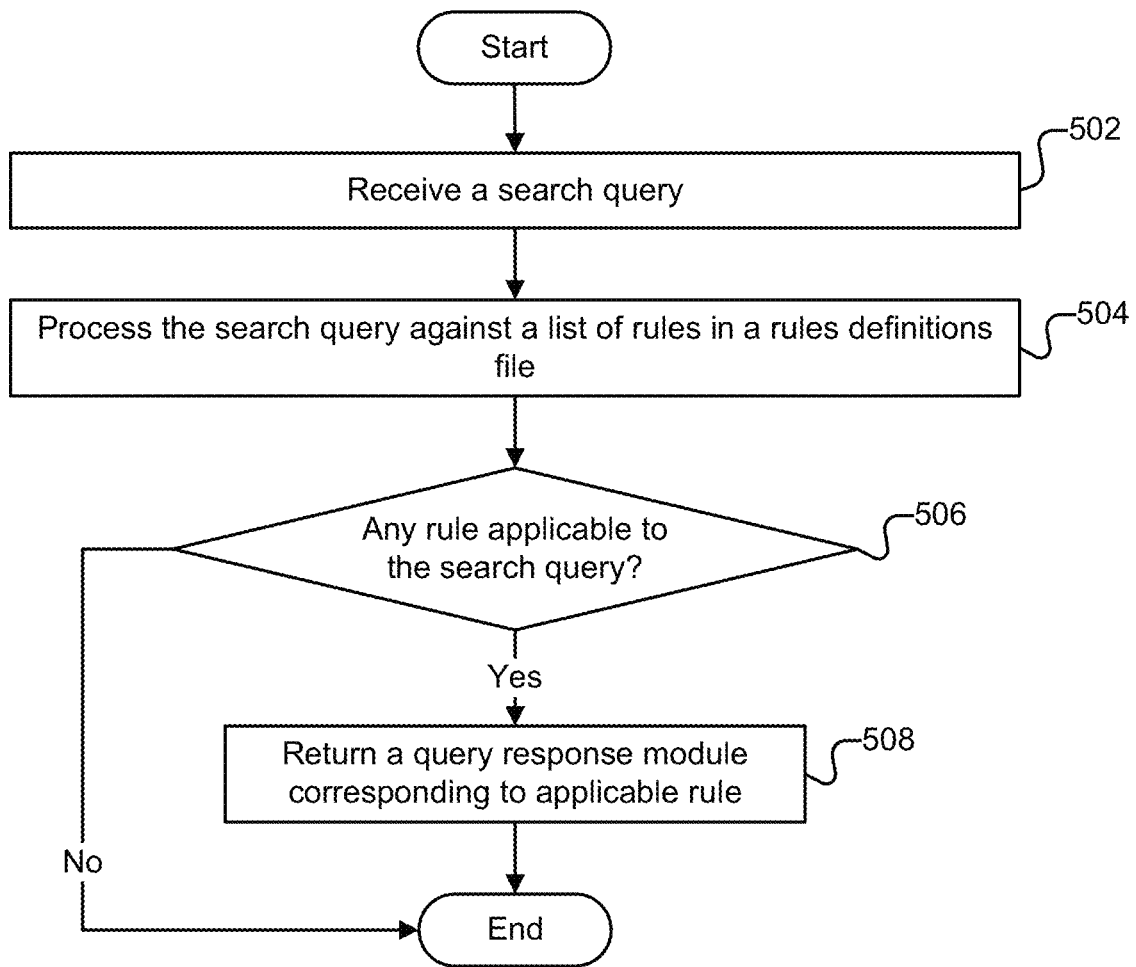 Start
502
Receive a search query
504
Process the search query against a list of rules in a rules definitions
file
506
Any rule applicable to
the search query?
Yes
508
Return a query response module
corresponding to applicable rule
No
End